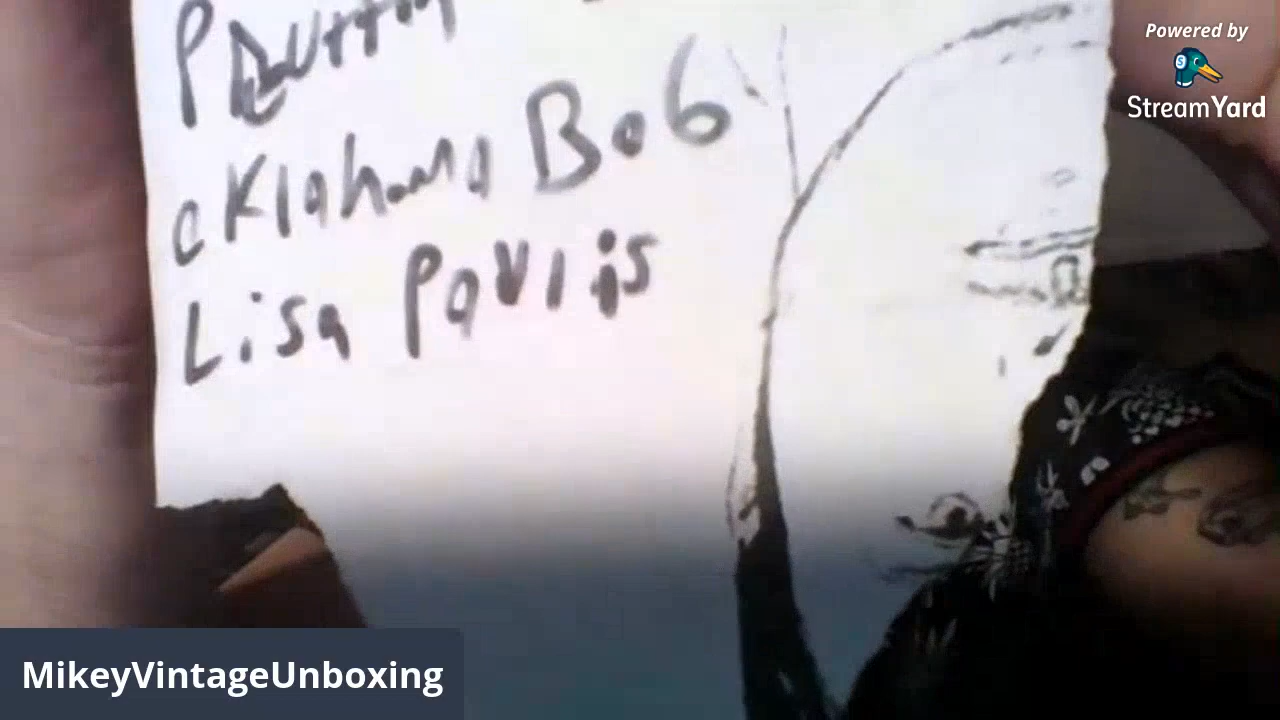 Powered by
StreamYard
oklahoma Bob
Lisa Pavlis
MikeyVintageUnboxing